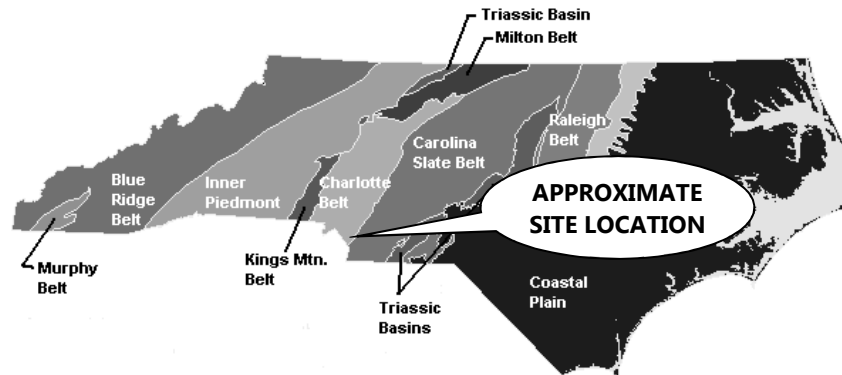 Triassic Basin
Milton Belt
Raleigh
Belt
Carolina
Slate Belt
Blue
Ridge
Belt
Inner
Piedmont
Charlotte
Belt
APPROXIMATE
SITE LOCATION
Murphy
Belt
Kings Mtn.
Belt
Triassic
Basins
Coastal
Plain